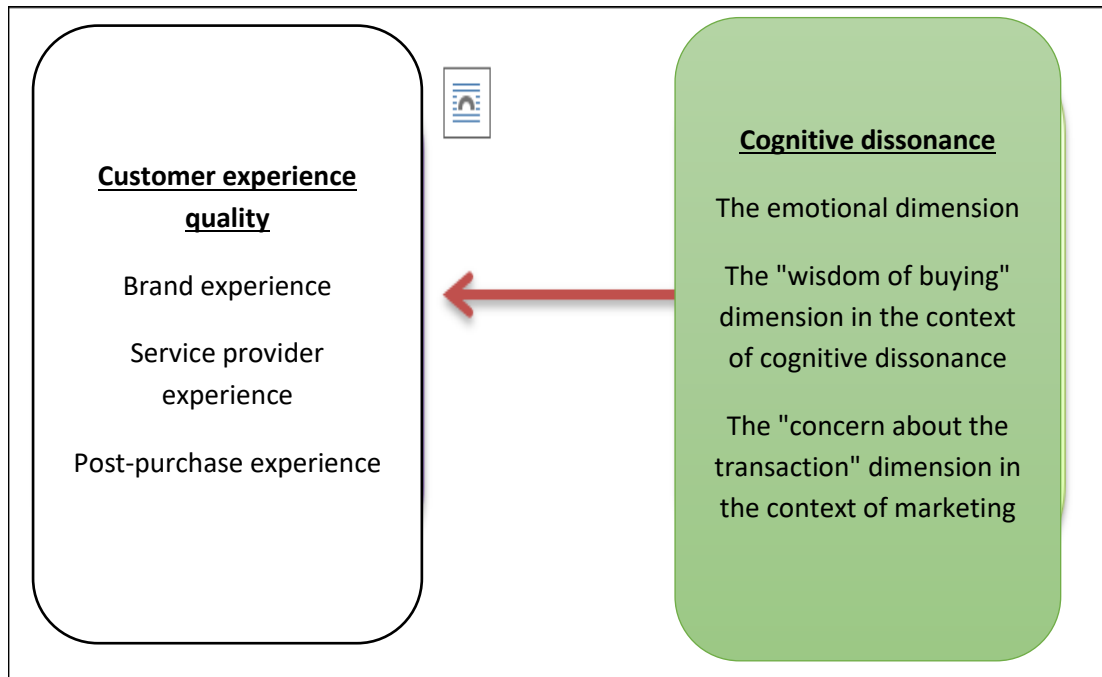 Customer experience
quality
Brand experience
Service provider
experience
Post-purchase experience
Cognitive dissonance
The emotional dimension
The "wisdom of buying"
dimension in the context
of cognitive dissonance
The "concern about the
transaction" dimension in
the context of marketing